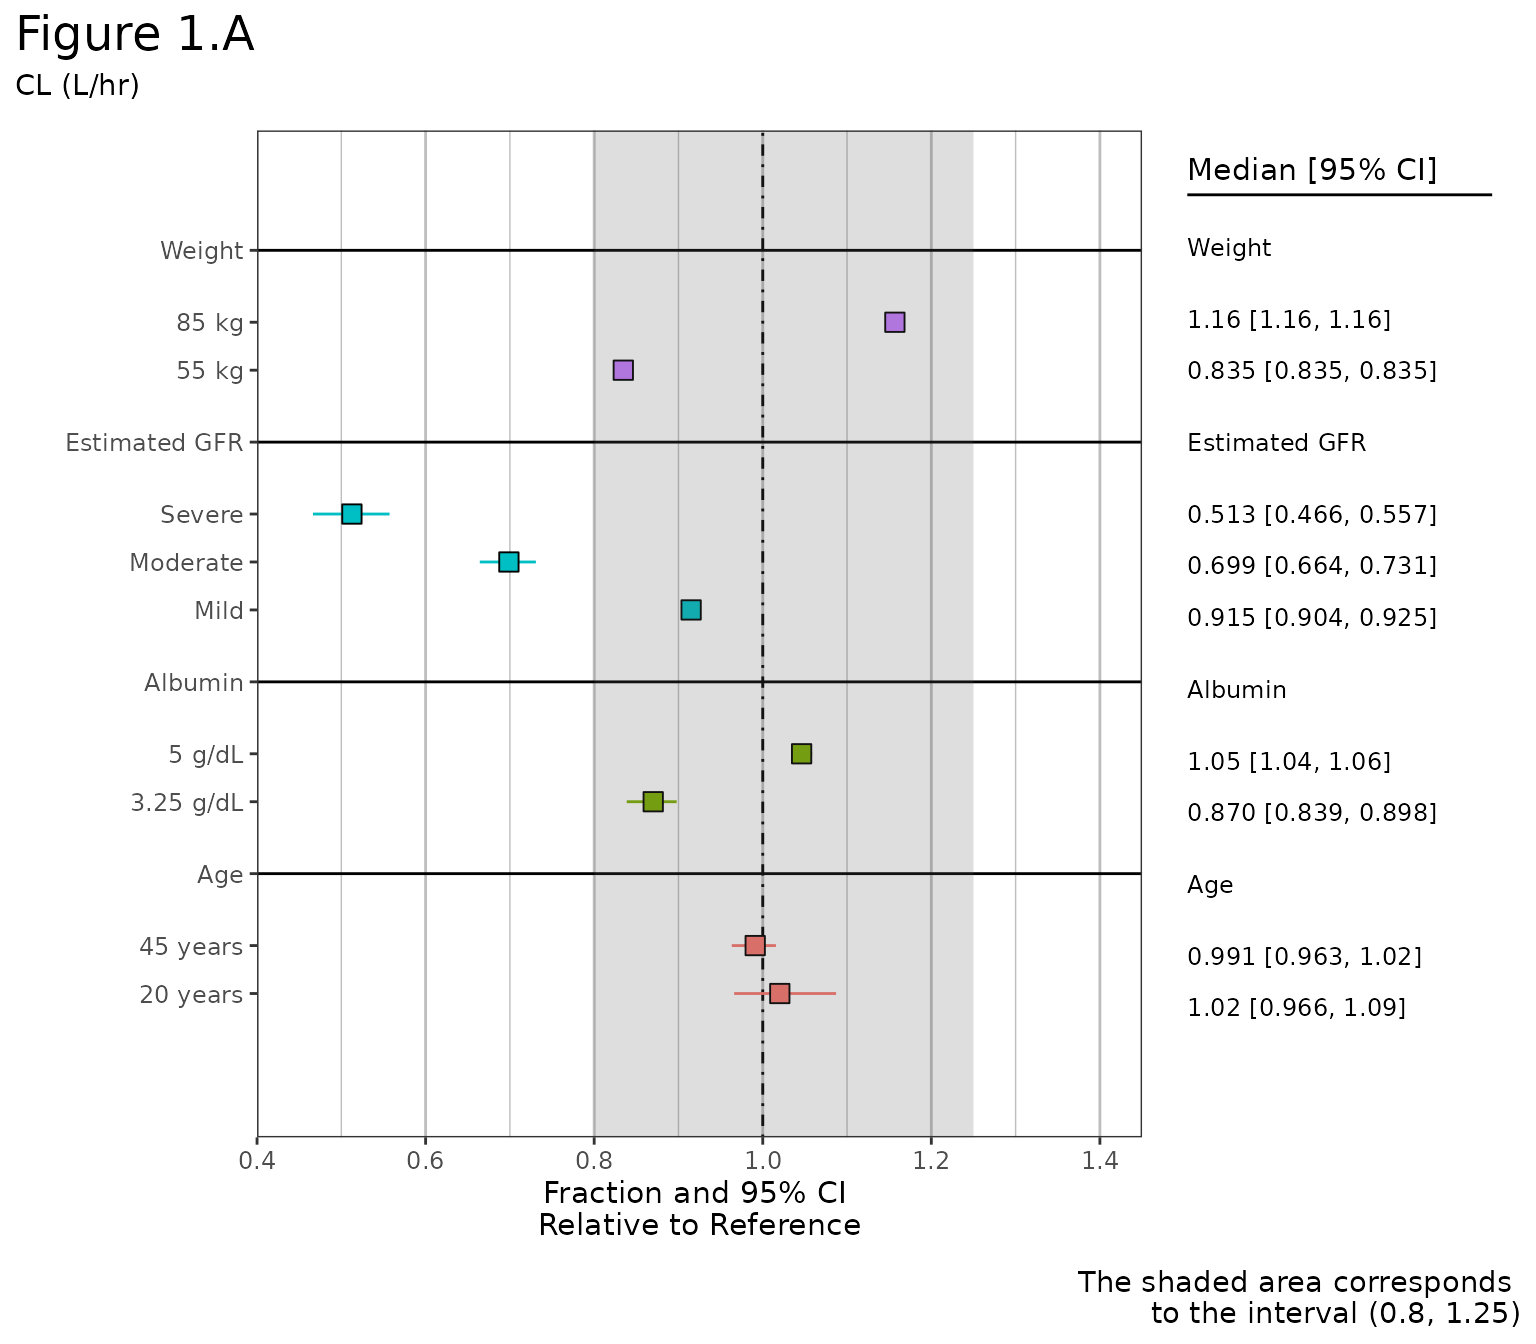 Figure 1.A
CL (L/hr)
Median [95% CI]
Weight
Weight
85 kg
1.16 [1.16, 1.16]
55 kg
0.835 [0.835, 0.835]
Estimated GFR
Estimated GFR
Severe
0.513 [0.466, 0.557]
Moderate
0.699 [0.664, 0.731]
Mild
0.915 [0.904, 0.925]
Albumin
Albumin
5 g/dL
1.05 [1.04, 1.06]
3.25 g/dL
0.870 [0.839, 0.898]
Age
Age
45 years
0.991 [0.963, 1.02]
20 years
1.02 [0.966, 1.09]
0.4 0.6 0.8 1.0 1.2 1.4
Fraction and 95% CI
Relative to Reference
The shaded area corresponds
to the interval (0.8, 1.25)